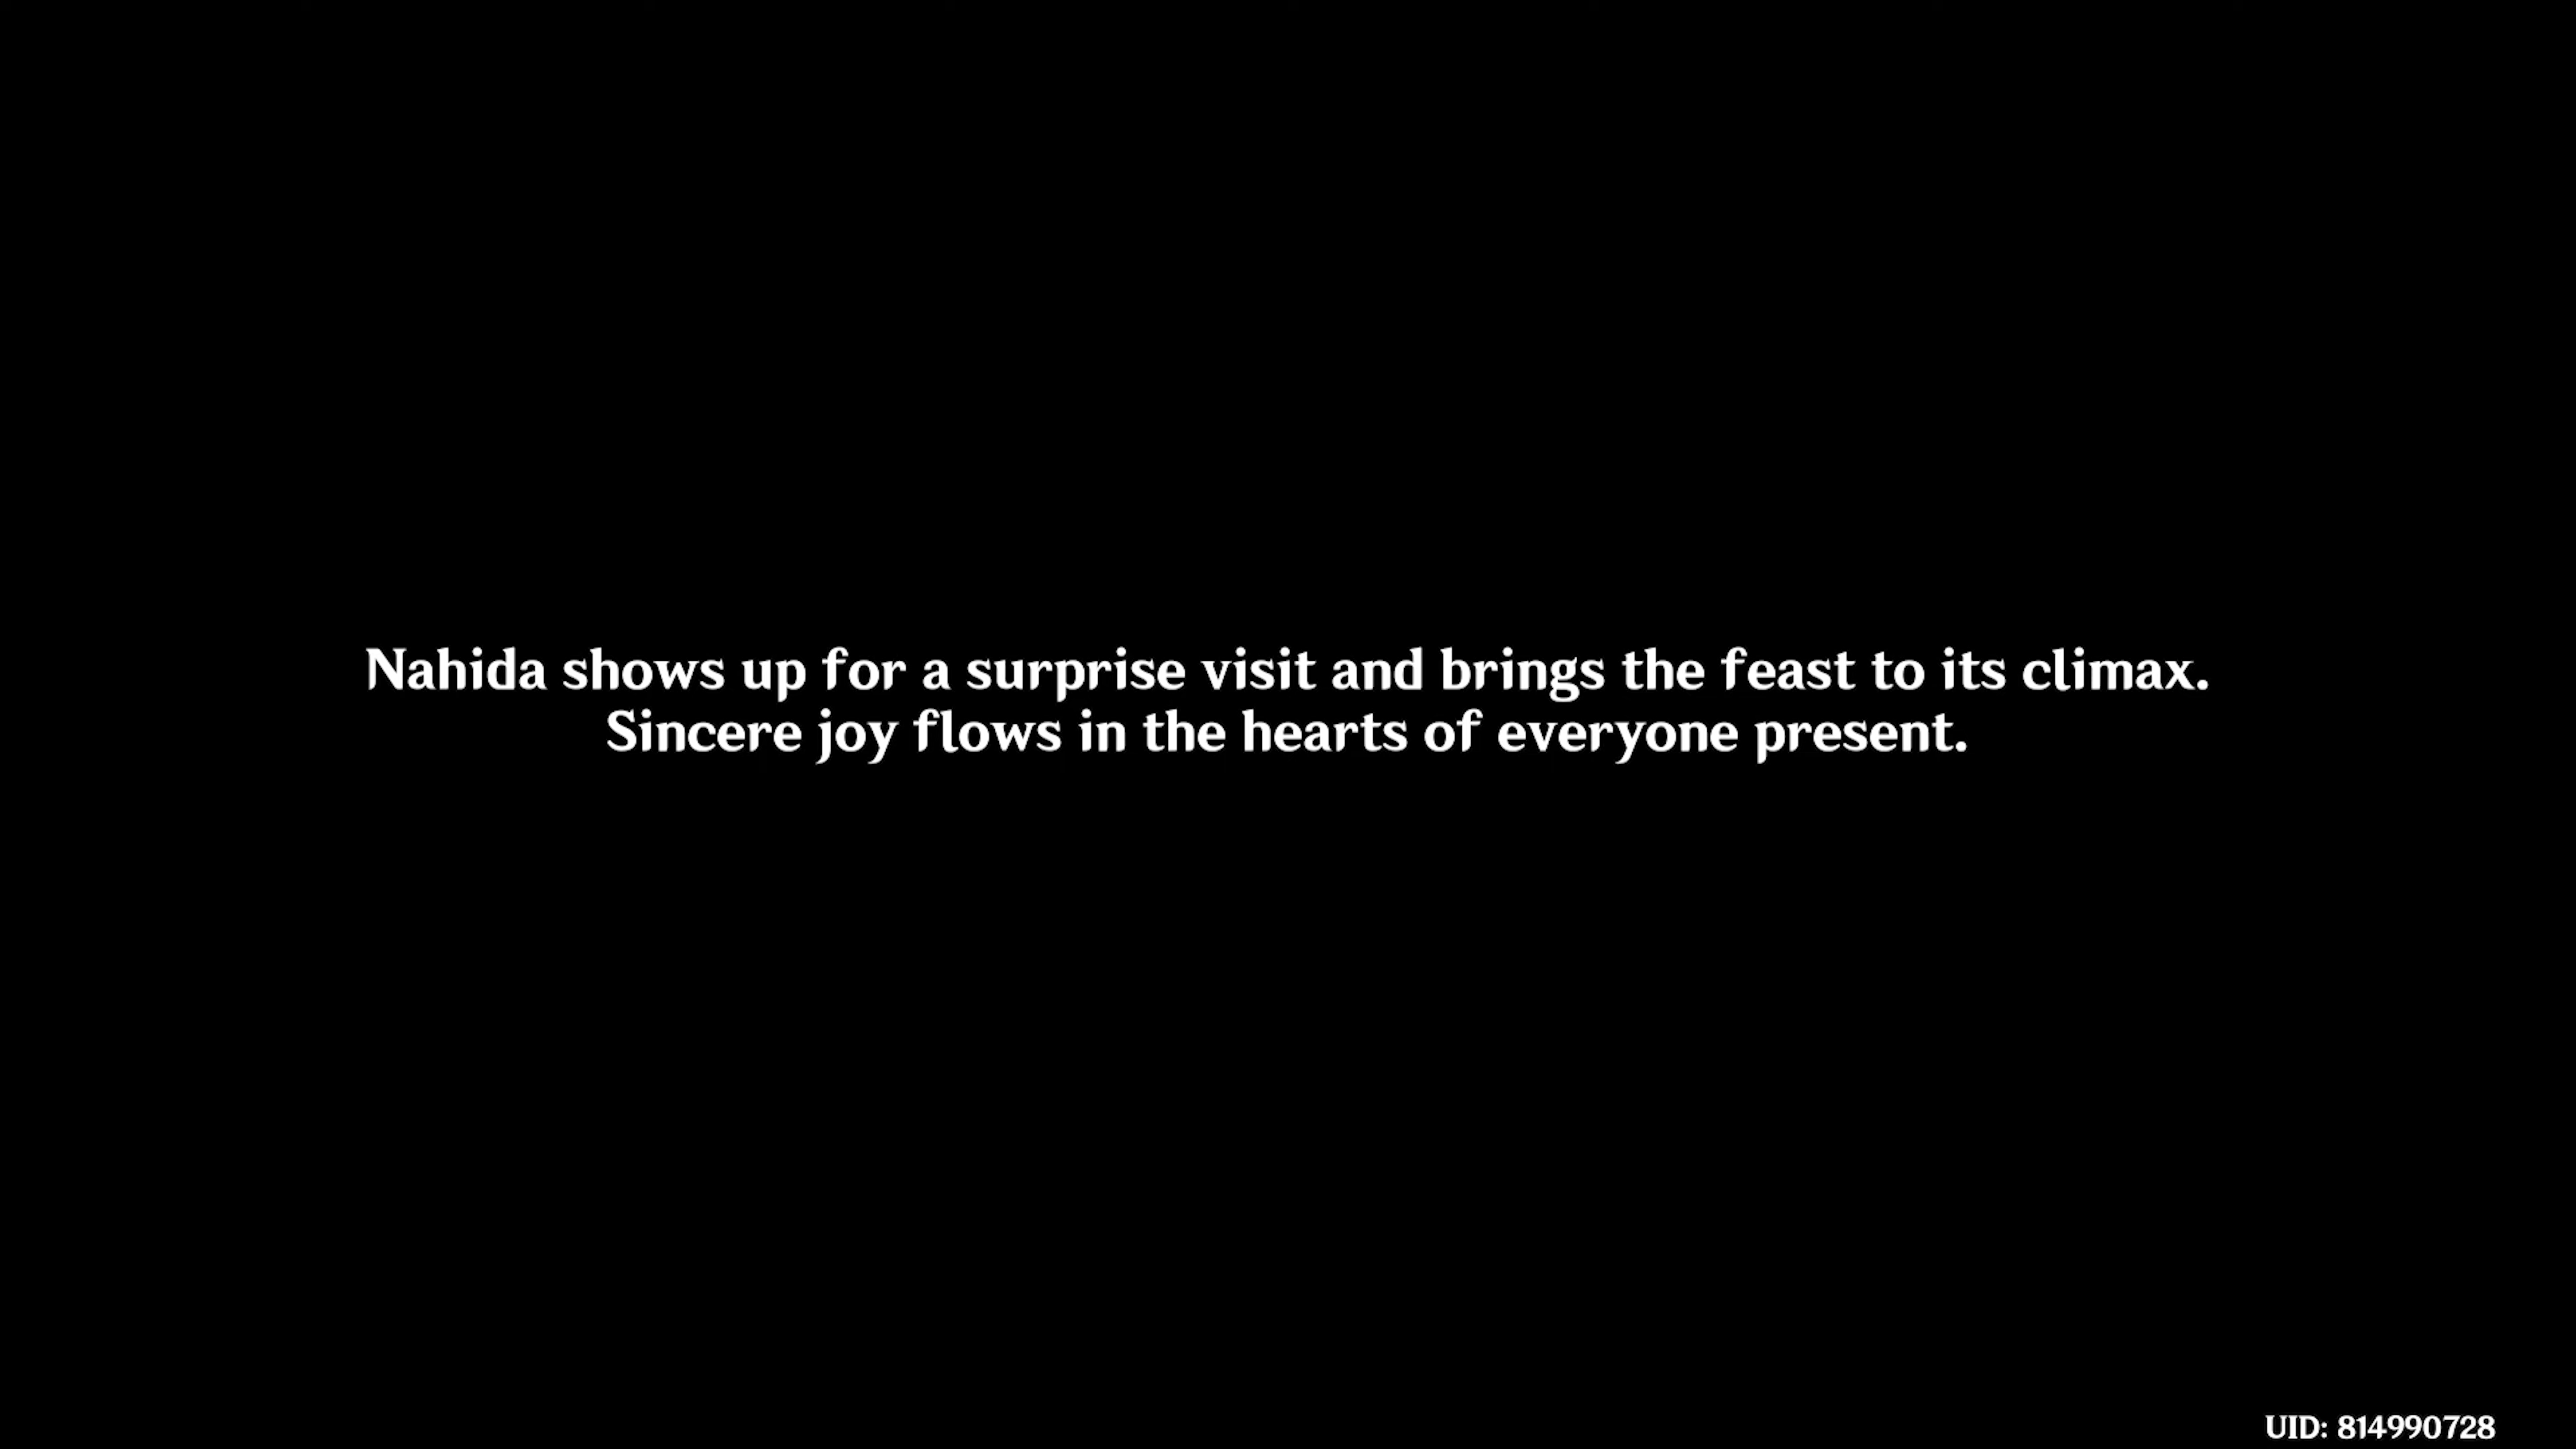 Nahida shows up for a surprise visit and brings the feast to its climax.
Sincere joy flows in the hearts of everyone present.
UID: 814990728